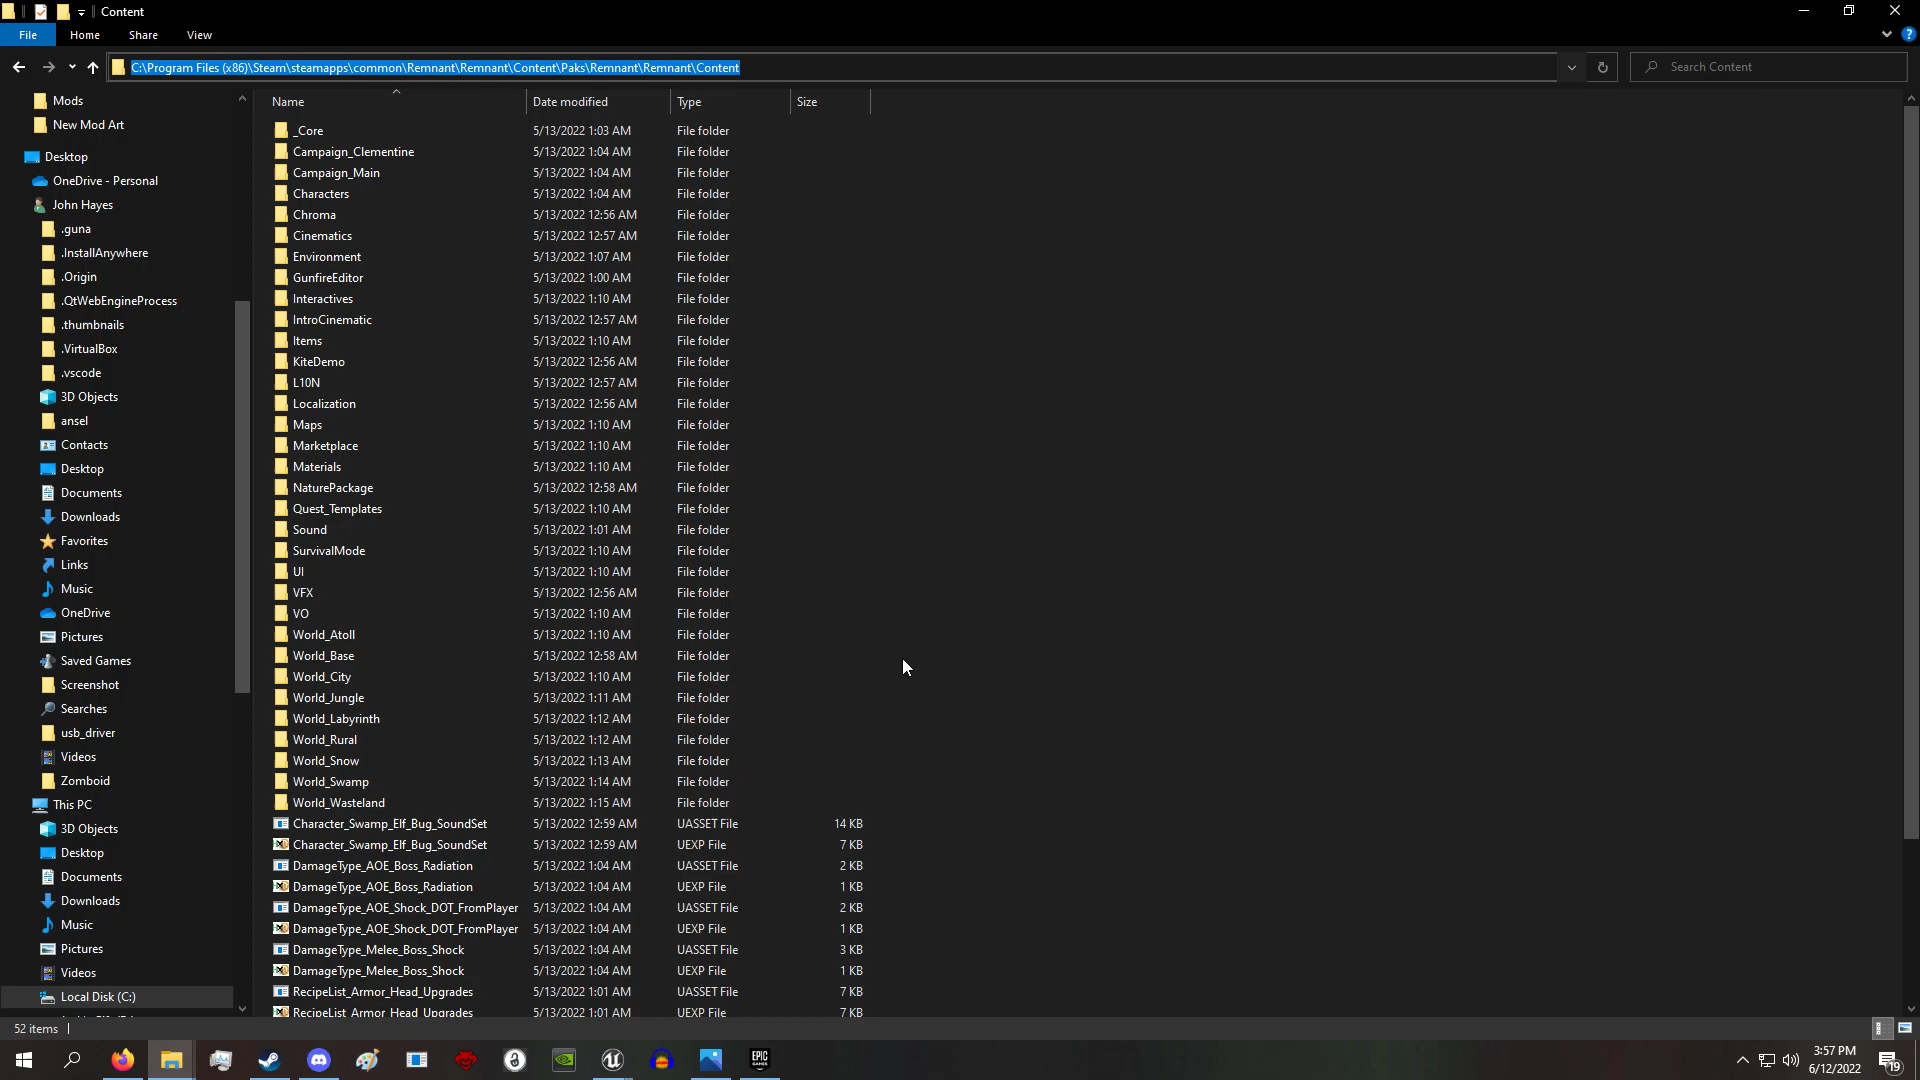 Content
File Home Share View
C:\Program Files (x86)\Steam\steamapps\common\Remnant\Remnant\Content\Paks\Remnant\Remnant\Content
Search Content
Mods
New Mod Art
Desktop
OneDrive - Personal
John Hayes
.guna
.InstallAnywhere
.Origin
.QtWebEngineProcess
.thumbnails
.VirtualBox
.vscode
3D Objects
ansel
Contacts
Desktop
Documents
Downloads
Favorites
Links
Music
OneDrive
Pictures
Saved Games
Screenshot
Searches
usb_driver
Videos
Zomboid
This PC
3D Objects
Desktop
Documents
Downloads
Music
Pictures
Videos
Local Disk (C:)
Name Date modified Type Size
_Core 5/13/2022 1:03 AM File folder
Campaign_Clementine 5/13/2022 1:04 AM File folder
Campaign_Main 5/13/2022 1:04 AM File folder
Characters 5/13/2022 1:04 AM File folder
Chroma 5/13/2022 12:56 AM File folder
Cinematics 5/13/2022 12:57 AM File folder
Environment 5/13/2022 1:07 AM File folder
GunfireEditor 5/13/2022 1:00 AM File folder
Interactives 5/13/2022 1:10 AM File folder
IntroCinematic 5/13/2022 12:57 AM File folder
Items 5/13/2022 1:10 AM File folder
KiteDemo 5/13/2022 12:56 AM File folder
L10N 5/13/2022 12:57 AM File folder
Localization 5/13/2022 12:56 AM File folder
Maps 5/13/2022 1:10 AM File folder
Marketplace 5/13/2022 1:10 AM File folder
Materials 5/13/2022 1:10 AM File folder
NaturePackage 5/13/2022 12:58 AM File folder
Quest_Templates 5/13/2022 1:10 AM File folder
Sound 5/13/2022 1:01 AM File folder
SurvivalMode 5/13/2022 1:10 AM File folder
UI 5/13/2022 1:10 AM File folder
VFX 5/13/2022 12:56 AM File folder
VO 5/13/2022 1:10 AM File folder
World_Atoll 5/13/2022 1:10 AM File folder
World_Base 5/13/2022 12:58 AM File folder
World_City 5/13/2022 1:10 AM File folder
World_Jungle 5/13/2022 1:11 AM File folder
World_Labyrinth 5/13/2022 1:12 AM File folder
World_Rural 5/13/2022 1:12 AM File folder
World_Snow 5/13/2022 1:13 AM File folder
World_Swamp 5/13/2022 1:14 AM File folder
World_Wasteland 5/13/2022 1:15 AM File folder
Character_Swamp_Elf_Bug_SoundSet 5/13/2022 12:59 AM UASSET File 14 KB
Character_Swamp_Elf_Bug_SoundSet 5/13/2022 12:59 AM UEXP File 7 KB
DamageType_AOE_Boss_Radiation 5/13/2022 1:04 AM UASSET File 2 KB
DamageType_AOE_Boss_Radiation 5/13/2022 1:04 AM UEXP File 1 KB
DamageType_AOE_Shock_DOT_FromPlayer 5/13/2022 1:04 AM UASSET File 2 KB
DamageType_AOE_Shock_DOT_FromPlayer 5/13/2022 1:04 AM UEXP File 1 KB
DamageType_Melee_Boss_Shock 5/13/2022 1:04 AM UASSET File 3 KB
DamageType_Melee_Boss_Shock 5/13/2022 1:04 AM UEXP File 1 KB
RecipeList_Armor_Head_Upgrades 5/13/2022 1:01 AM UASSET File 7 KB
RecipeList_Armor_Head_Upgrades 5/13/2022 1:01 AM UEXP File 7 KB
52 items
EPIC GAMES
3:57 PM
6/12/2022
19